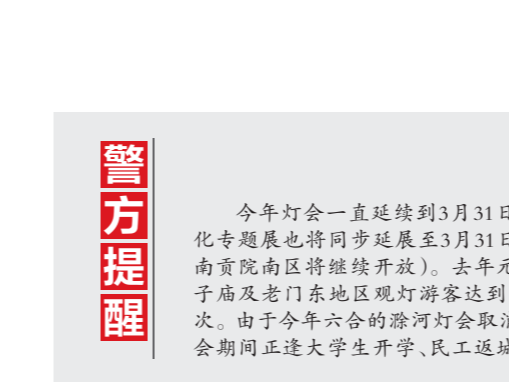 警方提醒
今年灯会一直延续到3月31日
化专题展也将同步延展至3月31日
南贡院南区将继续开放）。去年元
子庙及老门东地区观灯游客达到
次。由于今年六合的滁河灯会取消
会期间正逢大学生开学、民工返城